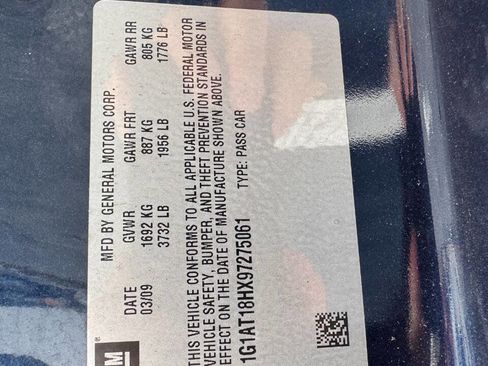 GM ®
MFD BY GENERAL MOTORS CORP.
DATE GVWR GAWR FRT GAWR RR
03/09 1692 KG 887 KG 805 KG
3732 LB 1956 LB 1776 LB
THIS VEHICLE CONFORMS TO ALL APPLICABLE U.S. FEDERAL MOTOR
VEHICLE SAFETY, BUMPER, AND THEFT PREVENTION STANDARDS IN
EFFECT ON THE DATE OF MANUFACTURE SHOWN ABOVE.
1G1AT18HX97275061 TYPE: PASS CAR